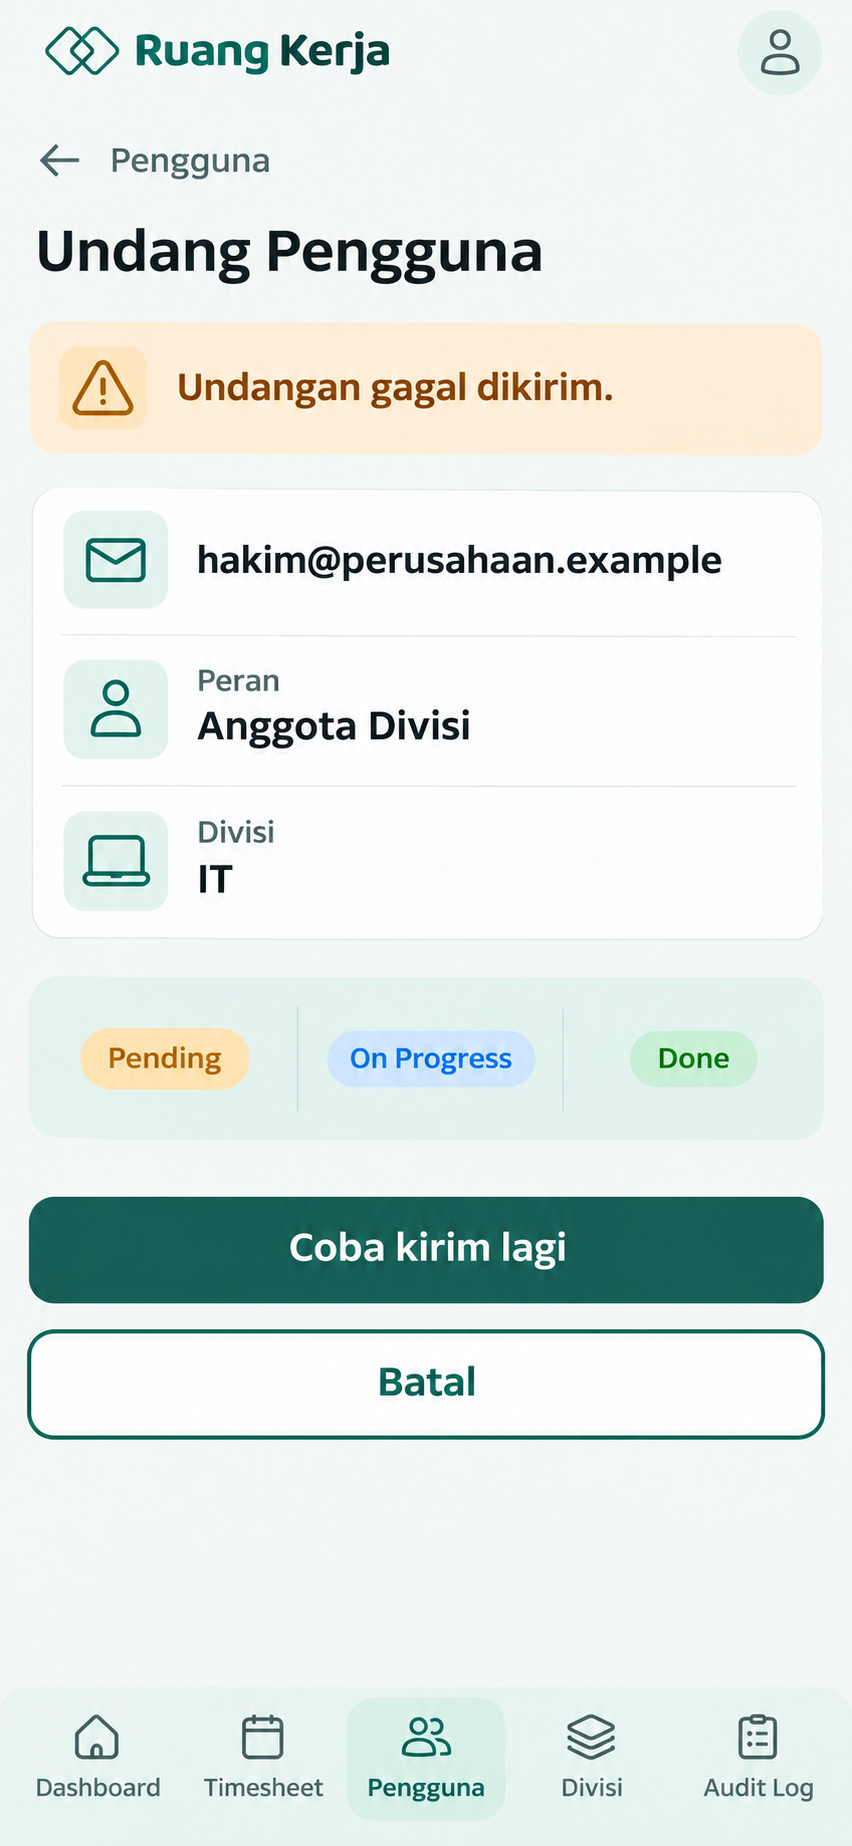 Ruang Kerja
Pengguna
Undang Pengguna
Undangan gagal dikirim.
hakim@perusahaan.example
Peran
Anggota Divisi
Divisi
IT
Pending
On Progress
Done
Coba kirim lagi
Batal
Dashboard
Timesheet
Pengguna
Divisi
Audit Log